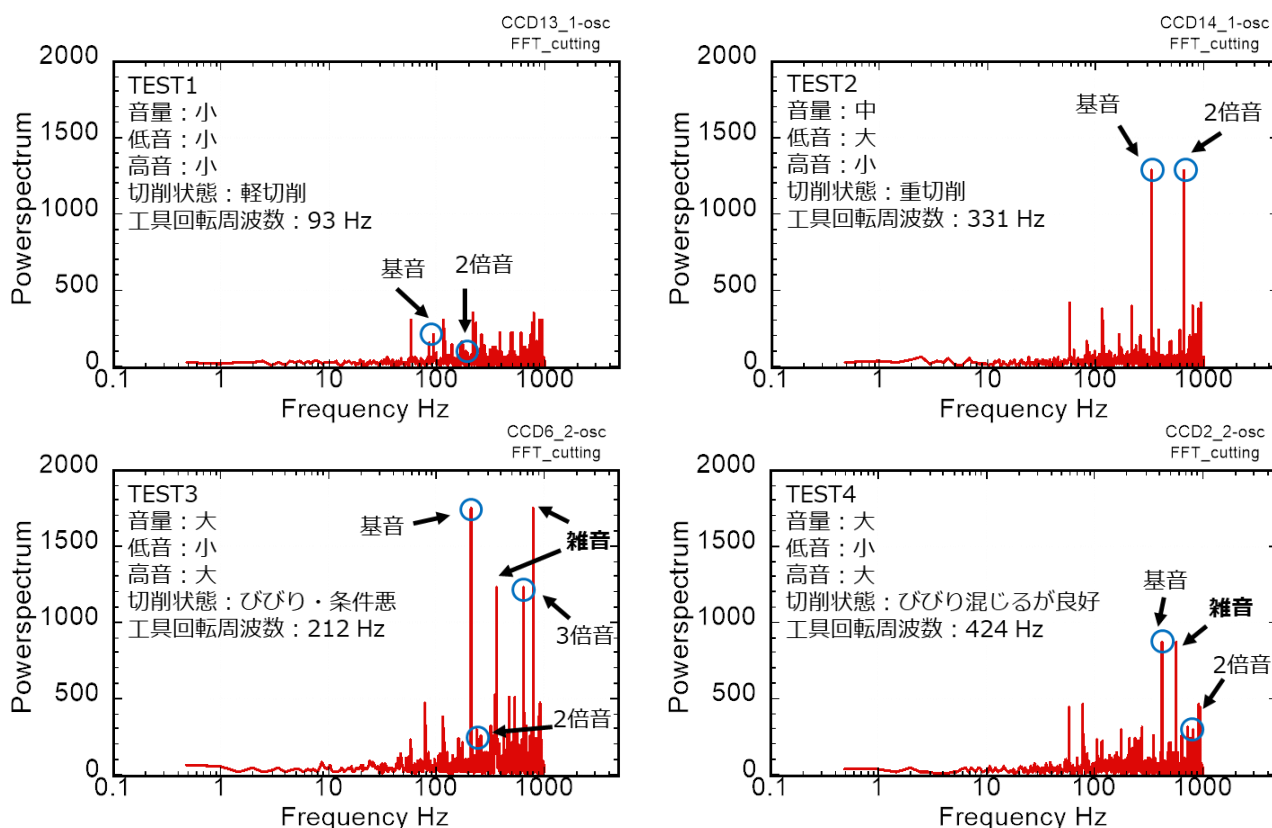 CCD13_1-osc
FFT_cutting
2000
1500
1000
500
0
Powerspectrum
TEST1
音量：小
低音：小
高音：小
切削状態：軽切削
工具回転周波数：93 Hz
基音
2倍音
0.1
1
10
100
1000
Frequency Hz
CCD14_1-osc
FFT_cutting
2000
1500
1000
500
0
Powerspectrum
TEST2
音量：中
低音：大
高音：小
切削状態：重切削
工具回転周波数：331 Hz
基音
2倍音
0.1
1
10
100
1000
Frequency Hz
CCD6_2-osc
FFT_cutting
2000
1500
1000
500
0
Powerspectrum
TEST3
音量：大
低音：小
高音：大
切削状態：びびり・条件悪
工具回転周波数：212 Hz
基音
雑音
3倍音
2倍音
0.1
1
10
100
1000
Frequency Hz
CCD2_2-osc
FFT_cutting
2000
1500
1000
500
0
Powerspectrum
TEST4
音量：大
低音：小
高音：大
切削状態：びびり混じるが良好
工具回転周波数：424 Hz
基音
雑音
2倍音
0.1
1
10
100
1000
Frequency Hz